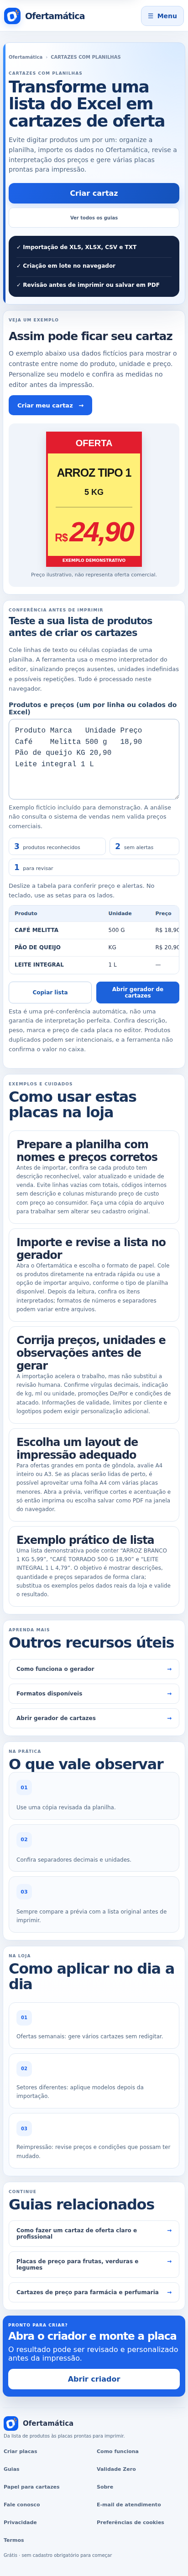 Ofertamática
☰ Menu
Ofertamática › CARTAZES COM PLANILHAS
CARTAZES COM PLANILHAS
Transforme uma
lista do Excel em
cartazes de oferta
Evite digitar produtos um por um: organize a
planilha, importe os dados no Ofertamática, revise a
interpretação dos preços e gere várias placas
prontas para impressão.
Criar cartaz
Ver todos os guias
✓ Importação de XLS, XLSX, CSV e TXT
✓ Criação em lote no navegador
✓ Revisão antes de imprimir ou salvar em PDF
VEJA UM EXEMPLO
Assim pode ficar seu cartaz
O exemplo abaixo usa dados fictícios para mostrar o
contraste entre nome do produto, unidade e preço.
Personalize seu modelo e confira as medidas no
editor antes da impressão.
Criar meu cartaz →
OFERTA
ARROZ TIPO 1
5 KG
R$ 24,90
EXEMPLO DEMONSTRATIVO
Preço ilustrativo, não representa oferta comercial.
CONFERÊNCIA ANTES DE IMPRIMIR
Teste a sua lista de produtos
antes de criar os cartazes
Cole linhas de texto ou células copiadas de uma
planilha. A ferramenta usa o mesmo interpretador do
editor, sinalizando preços ausentes, unidades indefinidas
e possíveis repetições. Tudo é processado neste
navegador.
Produtos e preços (um por linha ou colados do
Excel)
Produto Marca Unidade Preço
Café Melitta 500 g 18,90
Pão de queijo KG 20,90
Leite integral 1 L
Exemplo fictício incluído para demonstração. A análise
não consulta seu sistema de vendas nem valida preços
comerciais.
3 produtos reconhecidos
2 sem alertas
1 para revisar
Deslize a tabela para conferir preço e alertas. No
teclado, use as setas para os lados.
Produto Unidade Preço
CAFÉ MELITTA 500 G R$ 18,90
PÃO DE QUEIJO KG R$ 20,90
LEITE INTEGRAL 1 L —
Copiar lista
Abrir gerador de
cartazes
Esta é uma pré-conferência automática, não uma
garantia de interpretação perfeita. Confira descrição,
peso, marca e preço de cada placa no editor. Produtos
duplicados podem ser intencionais, e a ferramenta não
confirma o valor no caixa.
EXEMPLOS E CUIDADOS
Como usar estas
placas na loja
Prepare a planilha com
nomes e preços corretos
Antes de importar, confira se cada produto tem
descrição reconhecível, valor atualizado e unidade de
venda. Evite linhas vazias com totais, códigos internos
sem descrição e colunas misturando preço de custo
com preço ao consumidor. Faça uma cópia do arquivo
para trabalhar sem alterar seu cadastro original.
Importe e revise a lista no
gerador
Abra o Ofertamática e escolha o formato de papel. Cole
os produtos diretamente na entrada rápida ou use a
opção de importar arquivo, conforme o tipo de planilha
disponível. Depois da leitura, confira os itens
interpretados; formatos de números e separadores
podem variar entre arquivos.
Corrija preços, unidades e
observações antes de
gerar
A importação acelera o trabalho, mas não substitui a
revisão humana. Confirme vírgulas decimais, indicação
de kg, ml ou unidade, promoções De/Por e condições de
atacado. Informações de validade, limites por cliente e
logotipos podem exigir personalização adicional.
Escolha um layout de
impressão adequado
Para ofertas grandes em ponta de gôndola, avalie A4
inteiro ou A3. Se as placas serão lidas de perto, é
possível aproveitar uma folha A4 com várias placas
menores. Abra a prévia, verifique cortes e acentuação e
só então imprima ou escolha salvar como PDF na janela
do navegador.
Exemplo prático de lista
Uma lista demonstrativa pode conter “ARROZ BRANCO
1 KG 5,99”, “CAFÉ TORRADO 500 G 18,90” e “LEITE
INTEGRAL 1 L 4,79”. O objetivo é mostrar descrições,
quantidade e preços separados de forma clara;
substitua os exemplos pelos dados reais da loja e valide
o resultado.
APRENDA MAIS
Outros recursos úteis
Como funciona o gerador →
Formatos disponíveis →
Abrir gerador de cartazes →
NA PRÁTICA
O que vale observar
01
Use uma cópia revisada da planilha.
02
Confira separadores decimais e unidades.
03
Sempre compare a prévia com a lista original antes de
imprimir.
NA LOJA
Como aplicar no dia a
dia
01
Ofertas semanais: gere vários cartazes sem redigitar.
02
Setores diferentes: aplique modelos depois da
importação.
03
Reimpressão: revise preços e condições que possam ter
mudado.
CONTINUE
Guias relacionados
Como fazer um cartaz de oferta claro e
profissional →
Placas de preço para frutas, verduras e
legumes →
Cartazes de preço para farmácia e perfumaria →
PRONTO PARA CRIAR?
Abra o criador e monte a placa
O resultado pode ser revisado e personalizado
antes da impressão.
Abrir criador
Ofertamática
Da lista de produtos às placas prontas para imprimir.
Criar placas
Como funciona
Guias
Validade Zero
Papel para cartazes
Sobre
Fale conosco
E-mail de atendimento
Privacidade
Preferências de cookies
Termos
Grátis · sem cadastro obrigatório para começar